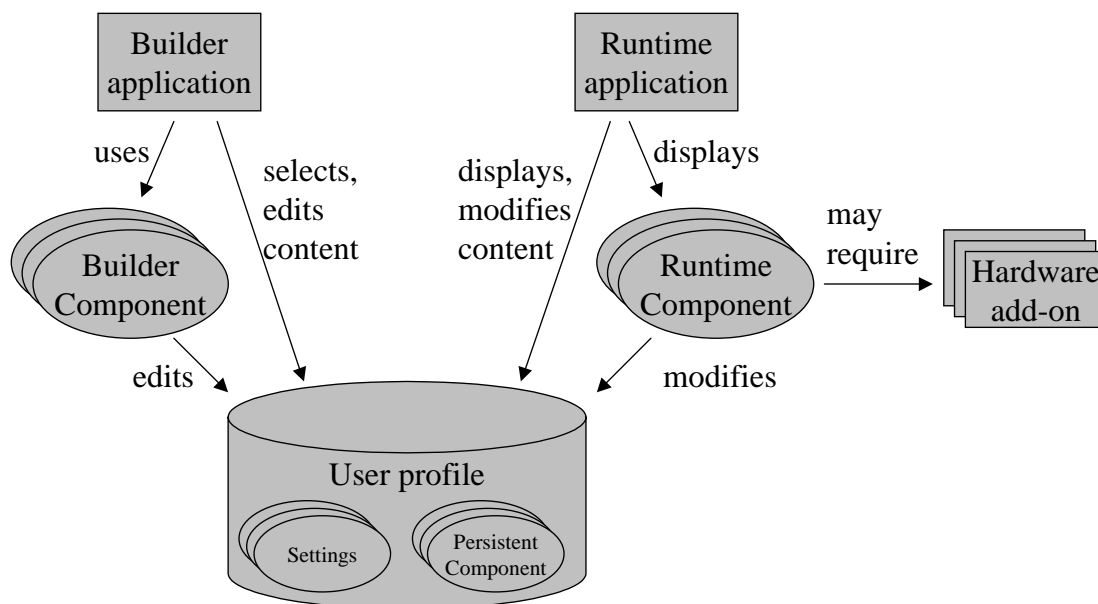 Builder
application
Runtime
application
uses
selects,
edits
content
displays,
modifies
content
displays
may
require
Builder
Component
Runtime
Component
Hardware
add-on
edits
modifies
User profile
Settings
Persistent
Component